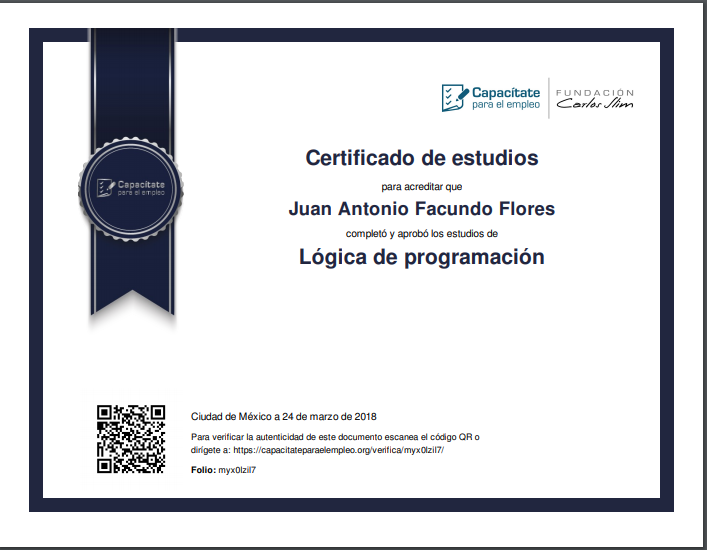 Capacítate
para el empleo
FUNDACIÓN
Carlos Slim
Certificado de estudios
para acreditar que
Juan Antonio Facundo Flores
completó y aprobó los estudios de
Lógica de programación
Capacítate
para el empleo
Ciudad de México a 24 de marzo de 2018
Para verificar la autenticidad de este documento escanea el código QR o
dirígete a: https://capacitateparaelempleo.org/verifica/myx0lzil7/
Folio: myx0lzil7